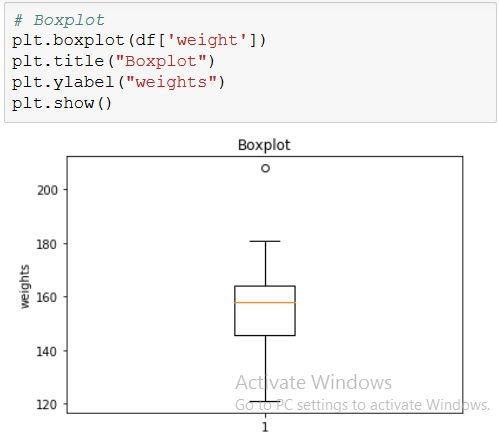 # Boxplot
plt.boxplot(df['weight'])
plt.title("Boxplot")
plt.ylabel("weights")
plt.show()
Boxplot
200
180
160
140
120
weights
1
Activate Windows
Go to PC settings to activate Windows.